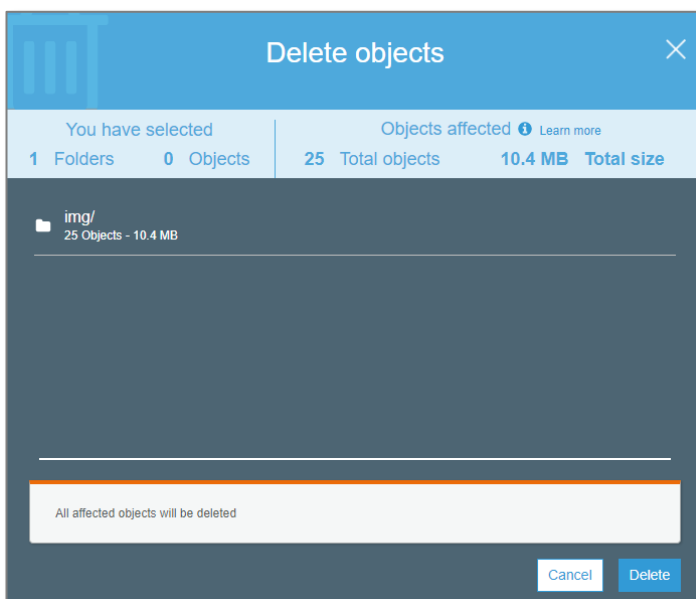 Delete objects
You have selected
1 Folders 0 Objects
Objects affected Learn more
25 Total objects 10.4 MB Total size
img/
25 Objects - 10.4 MB
All affected objects will be deleted
Cancel Delete